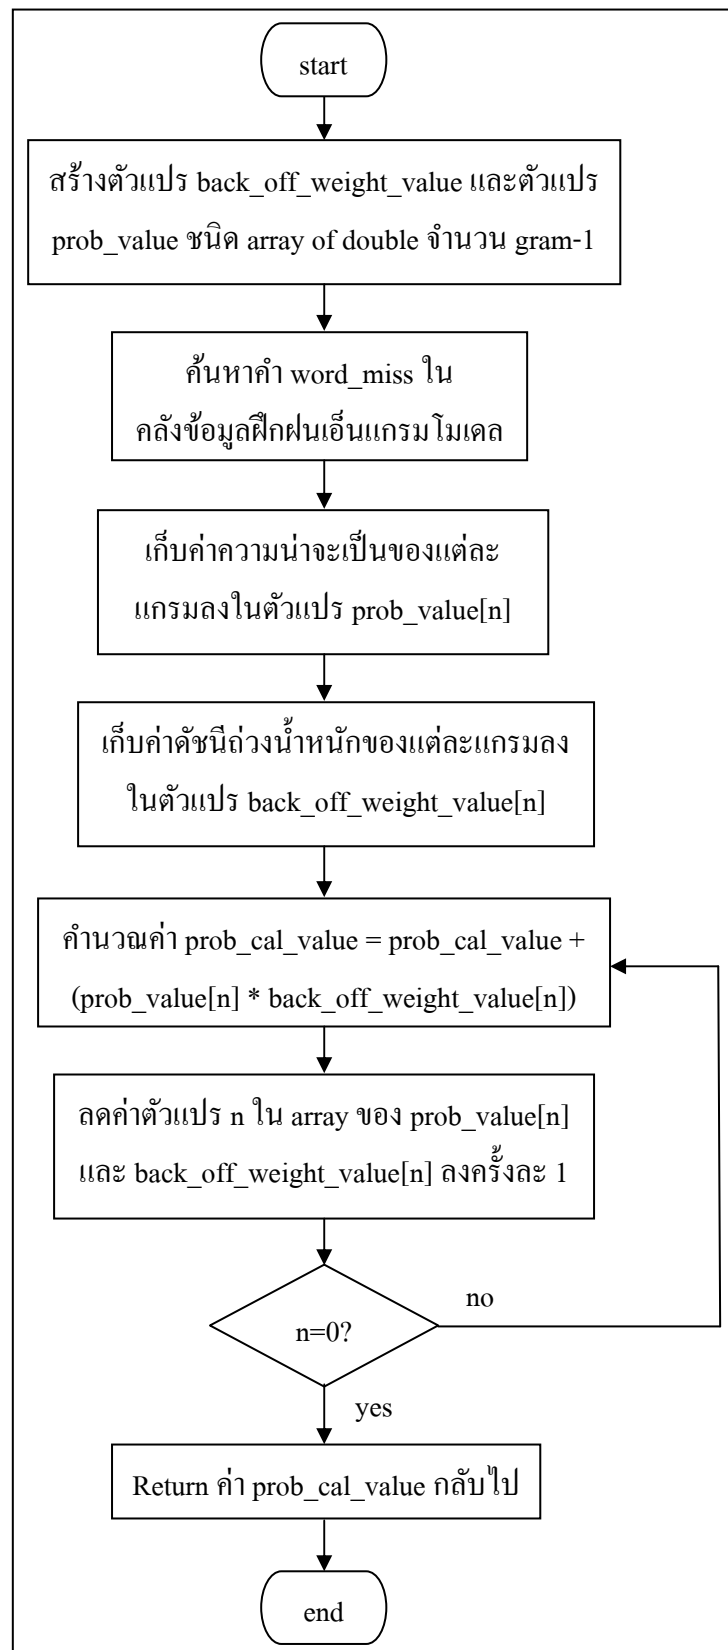 start
สร้างตัวแปร back_off_weight_value และตัวแปร
prob_value ชนิด array of double จำนวน gram-1
ค้นหาคำ word_miss ใน
คลังข้อมูลฝึกฝนเอ็นแกรมโมเดล
เก็บค่าความน่าจะเป็นของแต่ละ
แกรมลงในตัวแปร prob_value[n]
เก็บค่าดัชนีถ่วงน้ำหนักของแต่ละแกรมลง
ในตัวแปร back_off_weight_value[n]
คำนวณค่า prob_cal_value = prob_cal_value +
(prob_value[n] * back_off_weight_value[n])
ลดค่าตัวแปร n ใน array ของ prob_value[n]
และ back_off_weight_value[n] ลงครั้งละ 1
no
n=0?
yes
Return ค่า prob_cal_value กลับไป
end